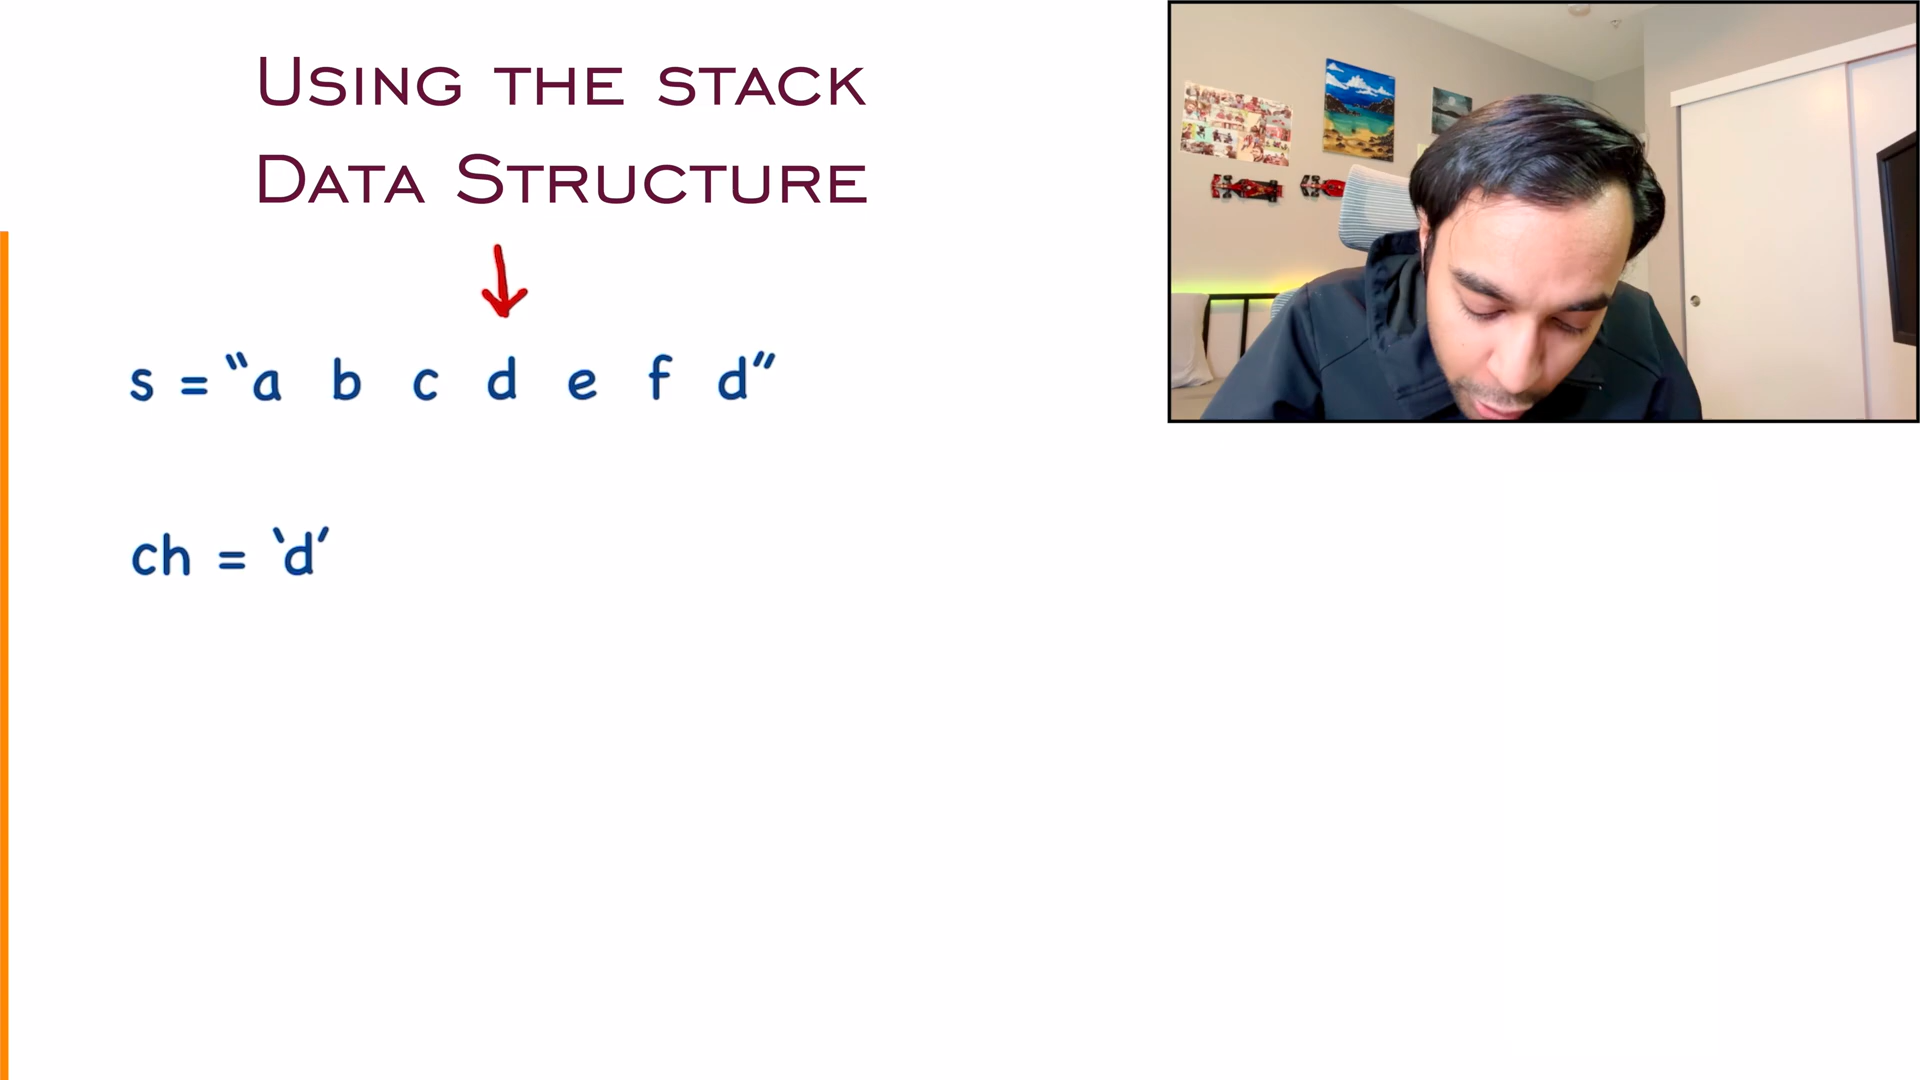 Using the stack
Data Structure
s = “a b c d e f d”
ch = ‘d’